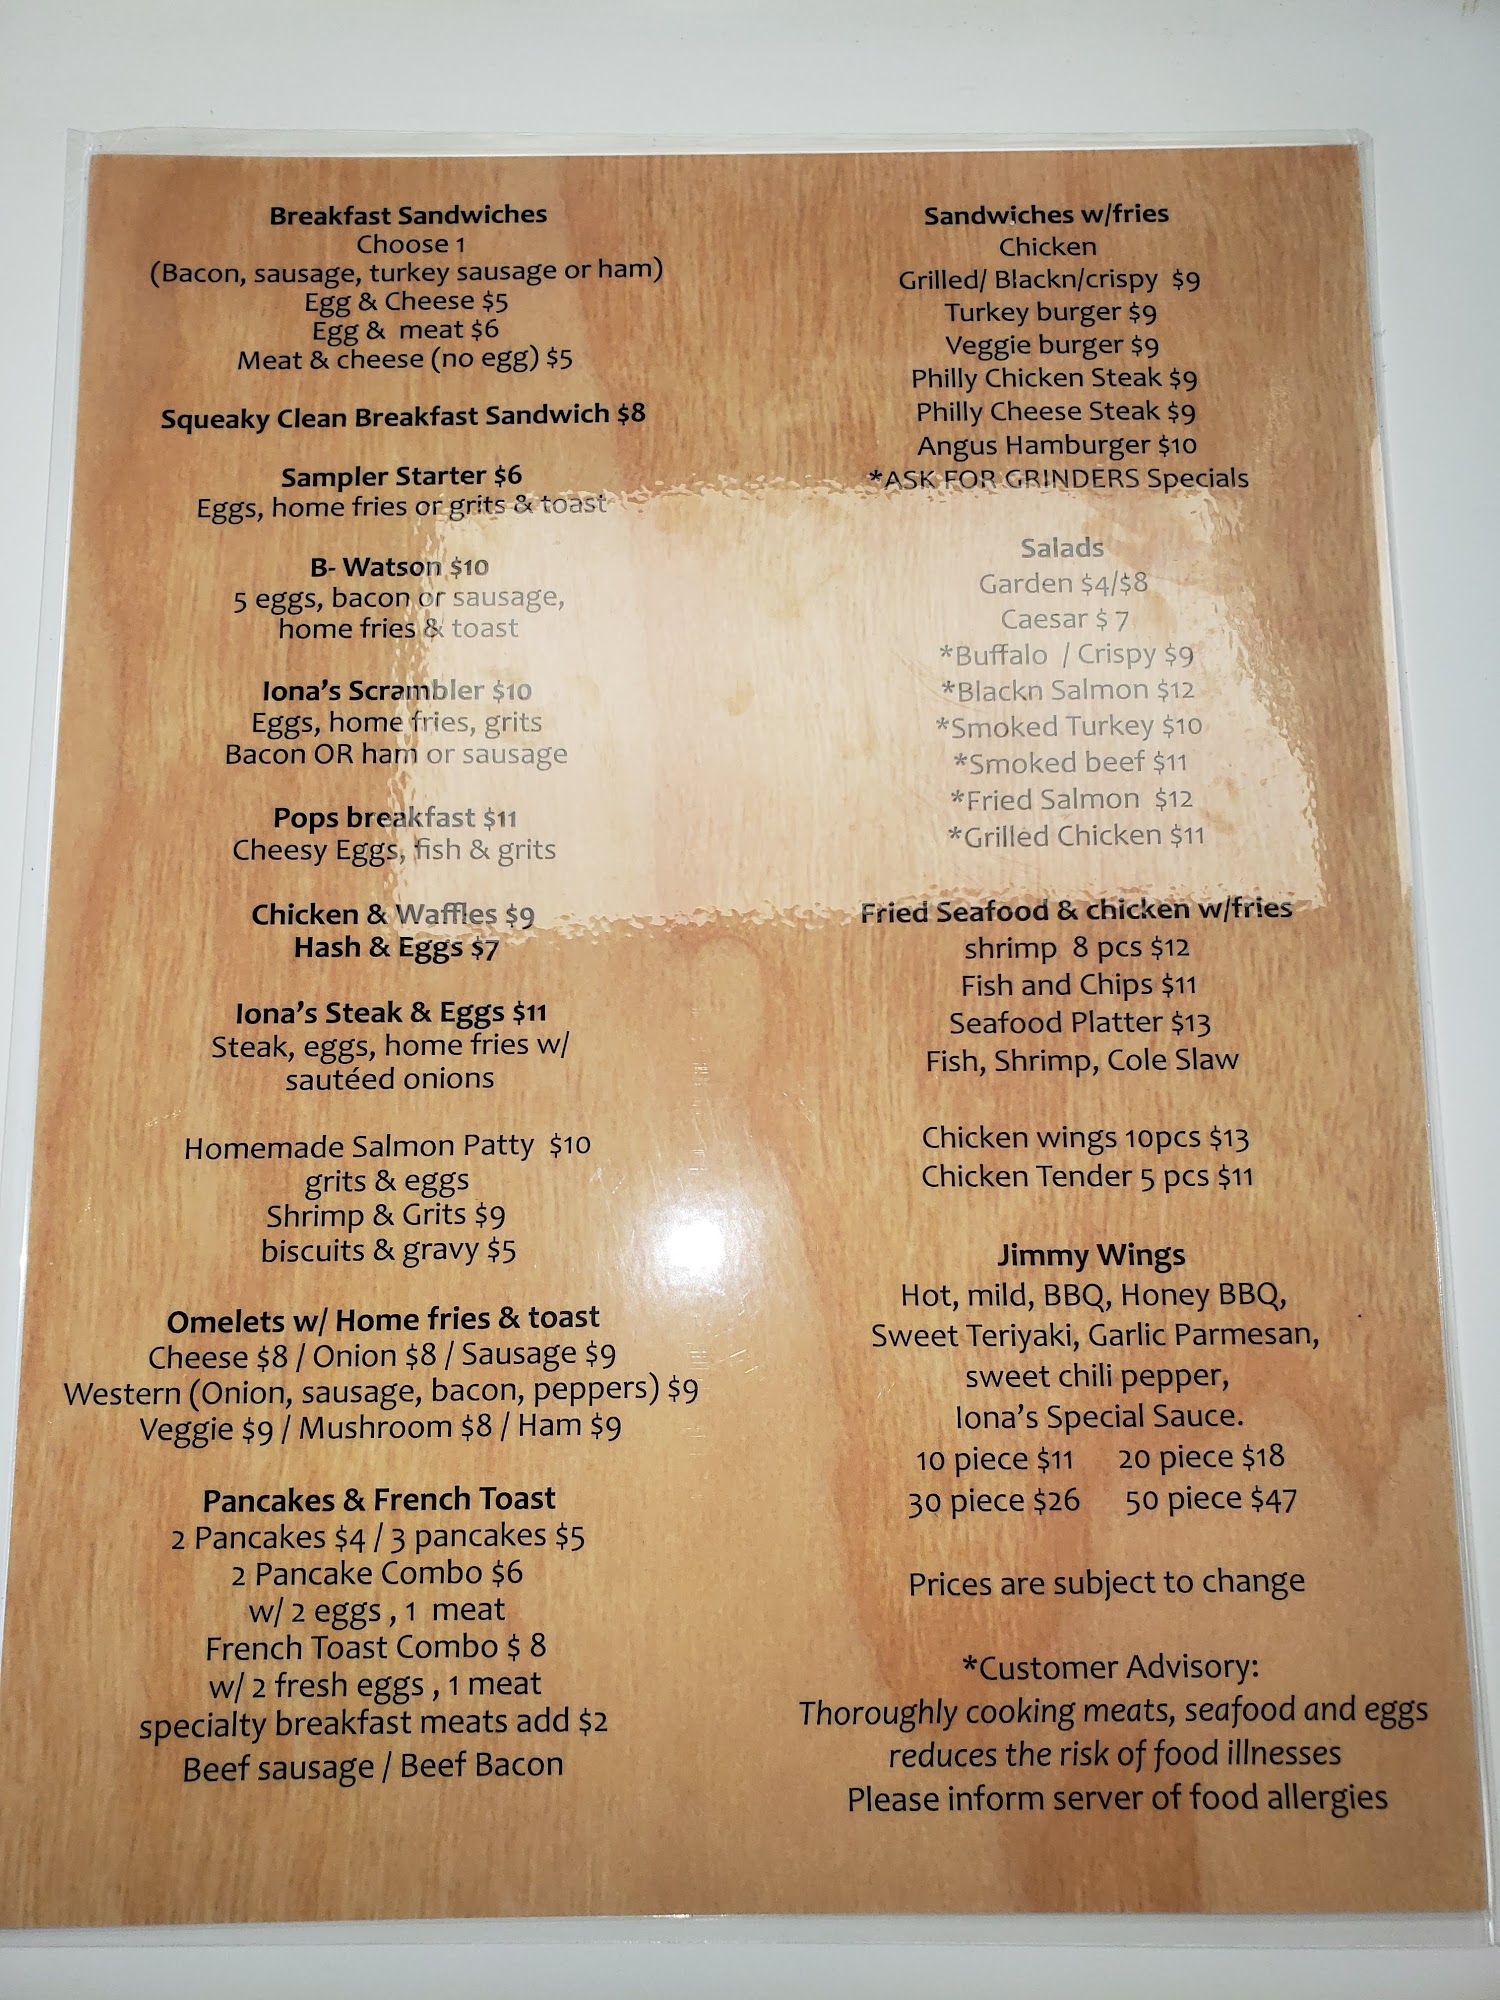 Breakfast Sandwiches
Choose 1
(Bacon, sausage, turkey sausage or ham)
Egg & Cheese $5
Egg & meat $6
Meat & cheese (no egg) $5
Squeaky Clean Breakfast Sandwich $8
Sampler Starter $6
Eggs, home fries or grits & toast
B- Watson $10
5 eggs, bacon or sausage,
home fries & toast
Iona's Scrambler $10
Eggs, home fries, grits
Bacon OR ham or sausage
Pops breakfast $11
Cheesy Eggs, fish & grits
Chicken & Waffles $9
Hash & Eggs $7
Iona's Steak & Eggs $11
Steak, eggs, home fries w/
sautéed onions
Homemade Salmon Patty $10
grits & eggs
Shrimp & Grits $9
biscuits & gravy $5
Omelets w/ Home fries & toast
Cheese $8 / Onion $8 / Sausage $9
Western (Onion, sausage, bacon, peppers) $9
Veggie $9 / Mushroom $8 / Ham $9
Pancakes & French Toast
2 Pancakes $4 / 3 pancakes $5
2 Pancake Combo $6
w/ 2 eggs , 1 meat
French Toast Combo $ 8
w/ 2 fresh eggs , 1 meat
specialty breakfast meats add $2
Beef sausage / Beef Bacon
Sandwiches w/fries
Chicken
Grilled/ Blackn/crispy $9
Turkey burger $9
Veggie burger $9
Philly Chicken Steak $9
Philly Cheese Steak $9
Angus Hamburger $10
*ASK FOR GRINDERS Specials
Salads
Garden $4/$8
Caesar $ 7
*Buffalo / Crispy $9
*Blackn Salmon $12
*Smoked Turkey $10
*Smoked beef $11
*Fried Salmon $12
*Grilled Chicken $11
Fried Seafood & chicken w/fries
shrimp 8 pcs $12
Fish and Chips $11
Seafood Platter $13
Fish, Shrimp, Cole Slaw
Chicken wings 10pcs $13
Chicken Tender 5 pcs $11
Jimmy Wings
Hot, mild, BBQ, Honey BBQ,
Sweet Teriyaki, Garlic Parmesan,
sweet chili pepper,
Iona's Special Sauce.
10 piece $11 20 piece $18
30 piece $26 50 piece $47
Prices are subject to change
*Customer Advisory:
Thoroughly cooking meats, seafood and eggs
reduces the risk of food illnesses
Please inform server of food allergies